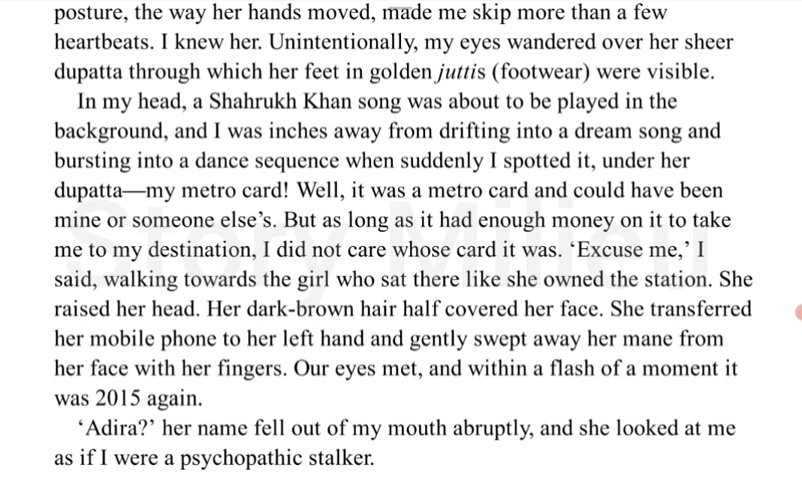 posture, the way her hands moved, made me skip more than a few
heartbeats. I knew her. Unintentionally, my eyes wandered over her sheer
dupatta through which her feet in golden juttis (footwear) were visible.
In my head, a Shahrukh Khan song was about to be played in the
background, and I was inches away from drifting into a dream song and
bursting into a dance sequence when suddenly I spotted it, under her
dupatta—my metro card! Well, it was a metro card and could have been
mine or someone else’s. But as long as it had enough money on it to take
me to my destination, I did not care whose card it was. ‘Excuse me,’ I
said, walking towards the girl who sat there like she owned the station. She
raised her head. Her dark-brown hair half covered her face. She transferred
her mobile phone to her left hand and gently swept away her mane from
her face with her fingers. Our eyes met, and within a flash of a moment it
was 2015 again.
‘Adira?’ her name fell out of my mouth abruptly, and she looked at me
as if I were a psychopathic stalker.